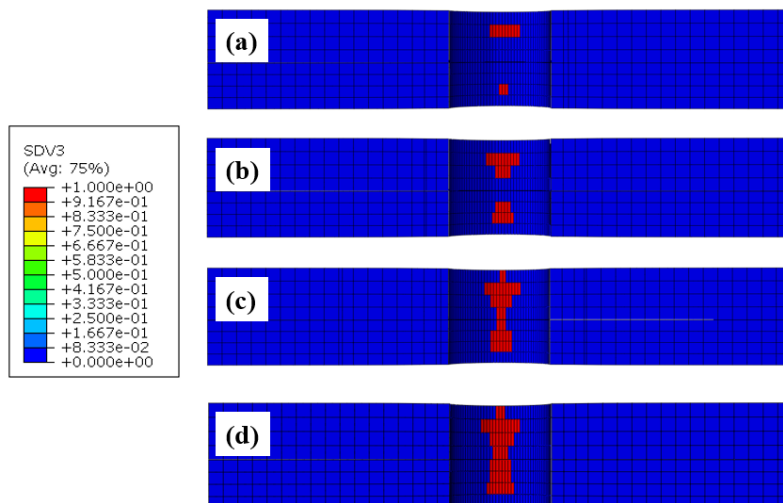 (a)
(b)
(c)
(d)
SDV3
(Avg: 75%)
+1.000e+00
+9.167e-01
+8.333e-01
+7.500e-01
+6.667e-01
+5.833e-01
+5.000e-01
+4.167e-01
+3.333e-01
+2.500e-01
+1.667e-01
+8.333e-02
+0.000e+00